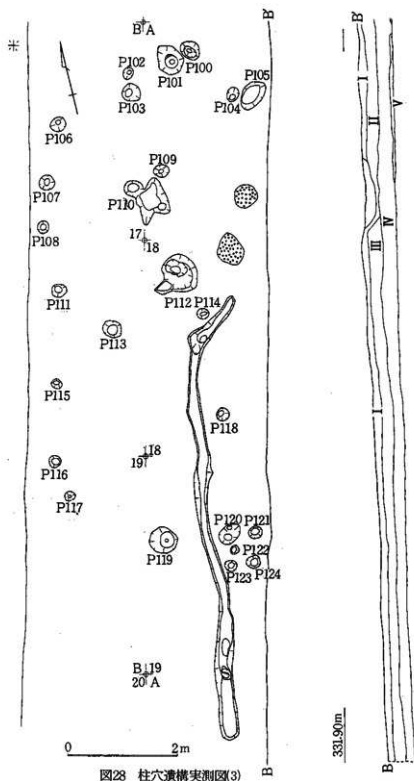 B A
B'
B'
米
P102
P101
P100
P103
P104
P105
P106
P109
P107
P110
P108
17
18
P111
P112
P114
P113
P115
P118
18
19
P116
P117
P119
P120
P121
P122
P123
P124
B 19
20 A
0 2m
B
I
II
V
IV
III
I
331.90m
B
図28 柱穴遺構実測図(3)